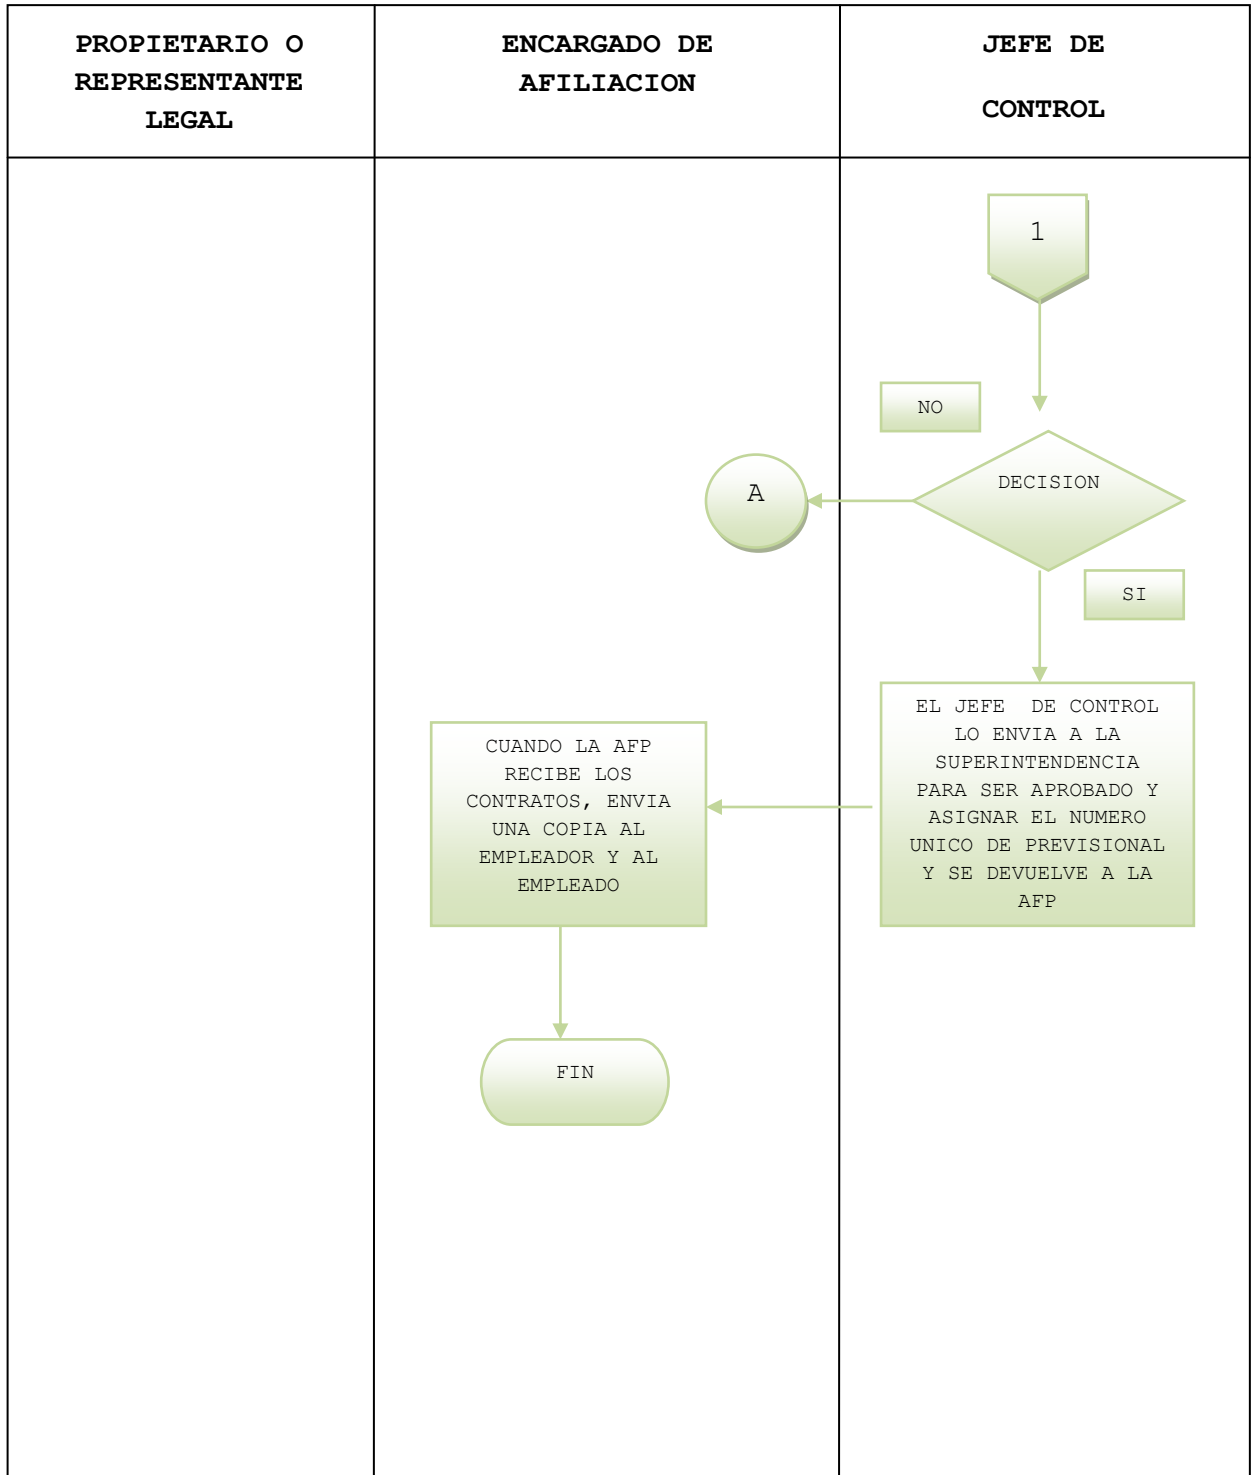 PROPIETARIO O
REPRESENTANTE
LEGAL
ENCARGADO DE
AFILIACION
JEFE DE
CONTROL
1
NO
DECISION
A
SI
EL JEFE DE CONTROL
LO ENVIA A LA
SUPERINTENDENCIA
PARA SER APROBADO Y
ASIGNAR EL NUMERO
UNICO DE PREVISIONAL
Y SE DEVUELVE A LA
AFP
CUANDO LA AFP
RECIBE LOS
CONTRATOS, ENVIA
UNA COPIA AL
EMPLEADOR Y AL
EMPLEADO
FIN